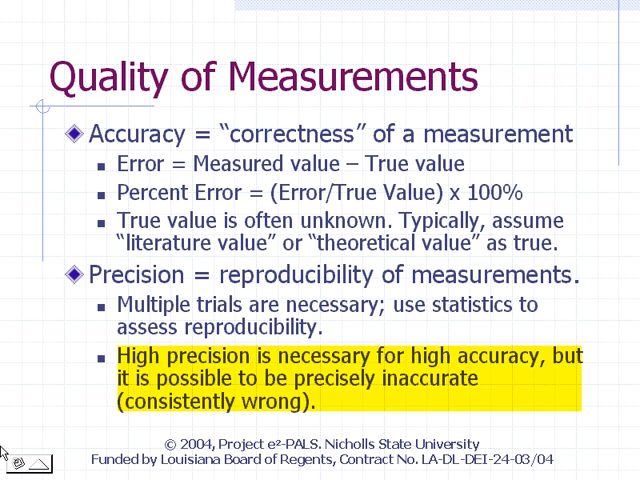 Quality of Measurements
Accuracy = “correctness” of a measurement
Error = Measured value – True value
Percent Error = (Error/True Value) x 100%
True value is often unknown. Typically, assume
“literature value” or “theoretical value” as true.
Precision = reproducibility of measurements.
Multiple trials are necessary; use statistics to
assess reproducibility.
High precision is necessary for high accuracy, but
it is possible to be precisely inaccurate
(consistently wrong).
© 2004, Project e²-PALS. Nicholls State University
Funded by Louisiana Board of Regents, Contract No. LA-DL-DEI-24-03/04